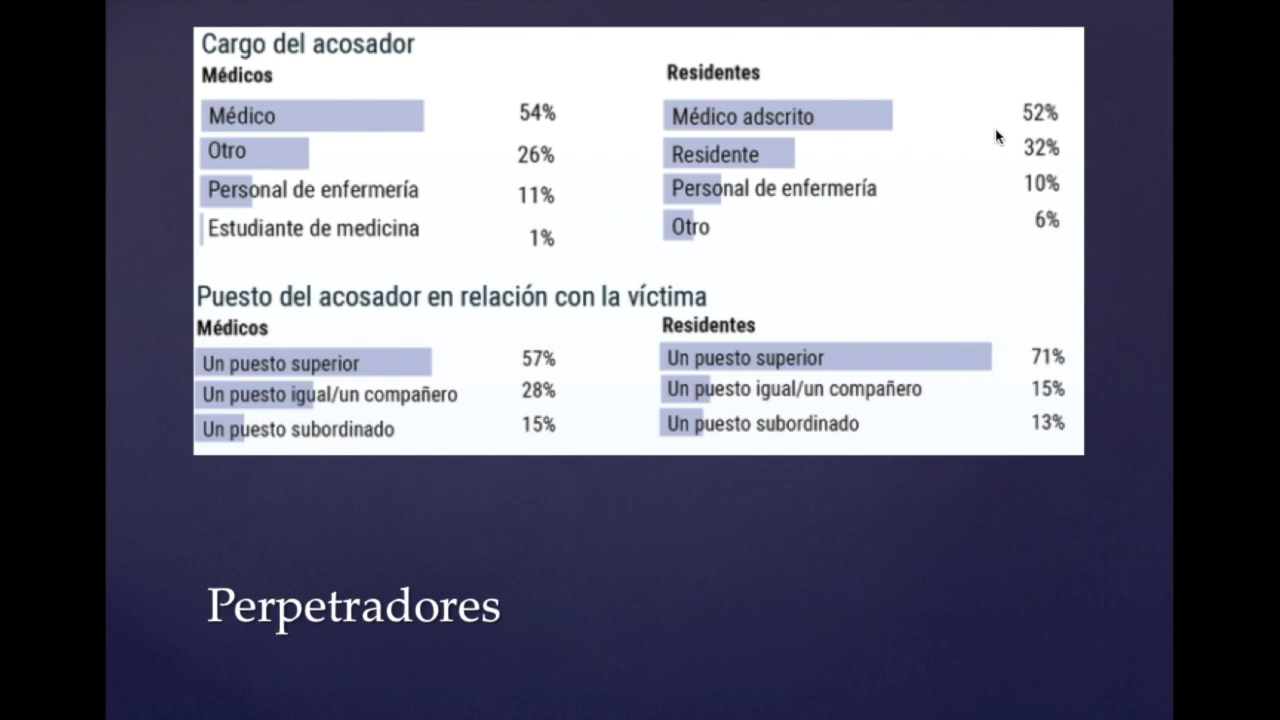 Cargo del acosador
Médicos
Médico 54%
Otro 26%
Personal de enfermería 11%
Estudiante de medicina 1%
Residentes
Médico adscrito 52%
Residente 32%
Personal de enfermería 10%
Otro 6%
Puesto del acosador en relación con la víctima
Médicos
Un puesto superior 57%
Un puesto igual/un compañero 28%
Un puesto subordinado 15%
Residentes
Un puesto superior 71%
Un puesto igual/un compañero 15%
Un puesto subordinado 13%
Perpetradores